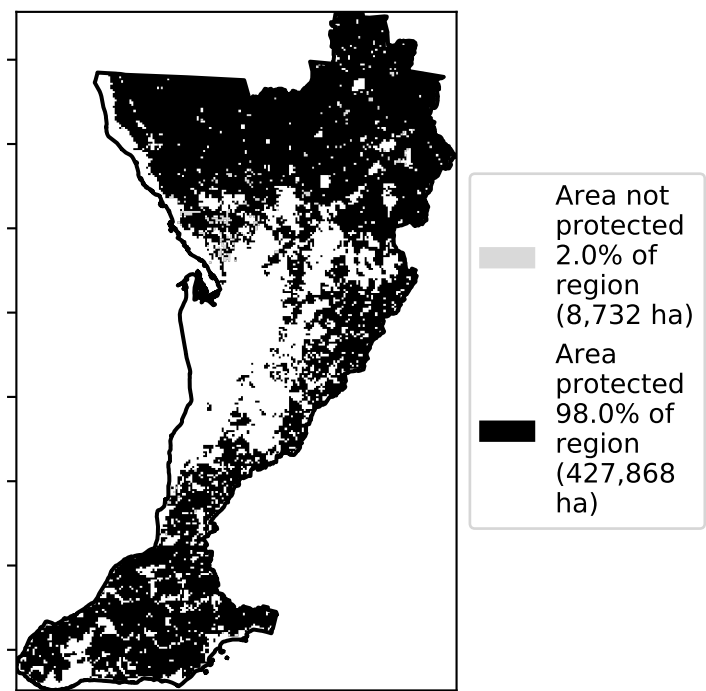 Area not
protected
2.0% of
region
(8,732 ha)
Area
protected
98.0% of
region
(427,868
ha)